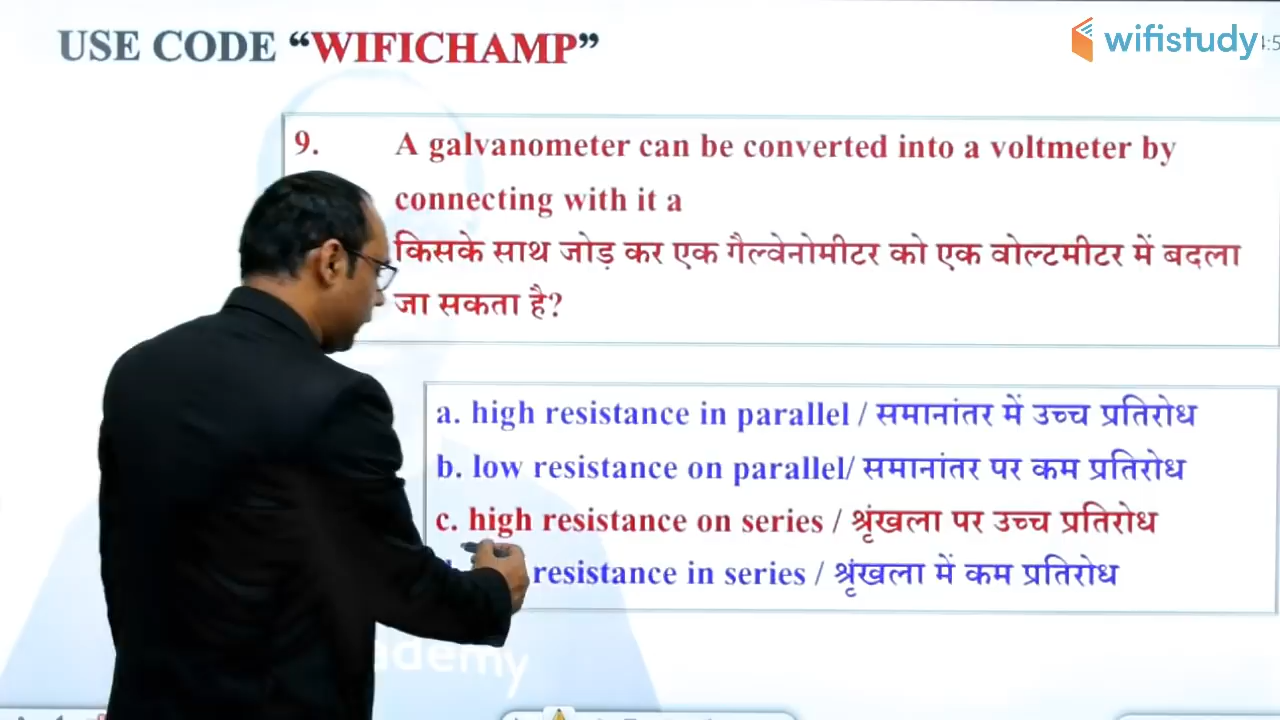 USE CODE “WIFICHAMP”
wifistudy
9. A galvanometer can be converted into a voltmeter by
connecting with it a
किसके साथ जोड़ कर एक गैल्वेनोमीटर को एक वोल्टमीटर में बदला
जा सकता है?
a. high resistance in parallel / समानांतर में उच्च प्रतिरोध
b. low resistance on parallel/ समानांतर पर कम प्रतिरोध
c. high resistance on series / श्रृंखला पर उच्च प्रतिरोध
resistance in series / श्रृंखला में कम प्रतिरोध